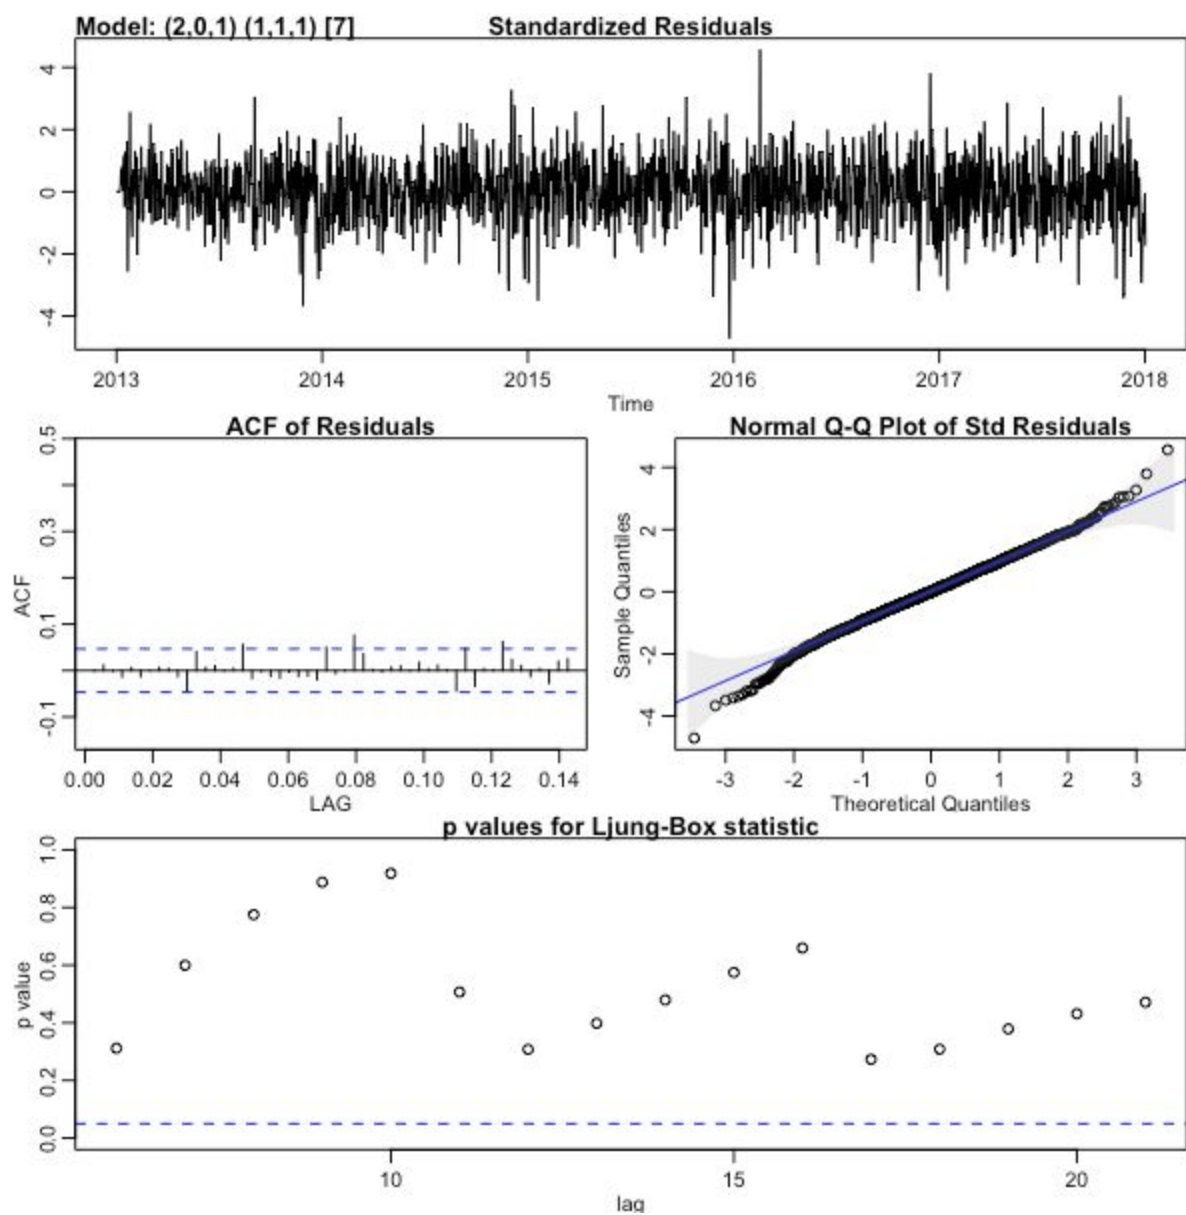 Model: (2,0,1) (1,1,1) [7] Standardized Residuals
4
2
0
-2
-4
2013 2014 2015 2016 2017 2018
Time
ACF of Residuals
0.5
0.3
0.1
-0.1
ACF
0.00 0.02 0.04 0.06 0.08 0.10 0.12 0.14
LAG
Normal Q-Q Plot of Std Residuals
4
2
0
-2
-4
Sample Quantiles
-3 -2 -1 0 1 2 3
Theoretical Quantiles
p values for Ljung-Box statistic
1.0
0.8
0.6
0.4
0.2
0.0
p value
10 15 20
lag